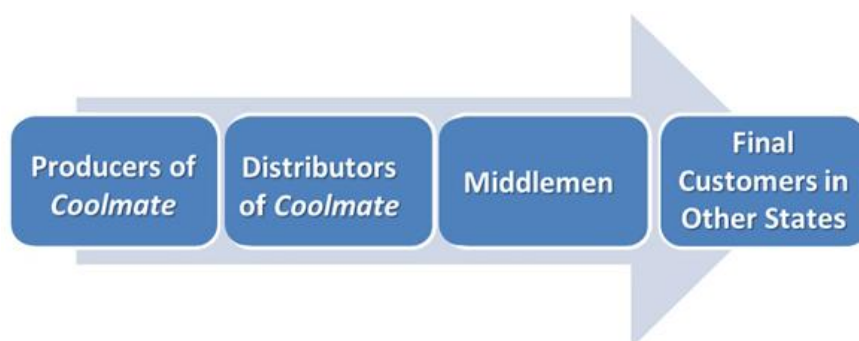 Producers of
Coolmate
Distributors
of Coolmate
Middlemen
Final
Customers in
Other States